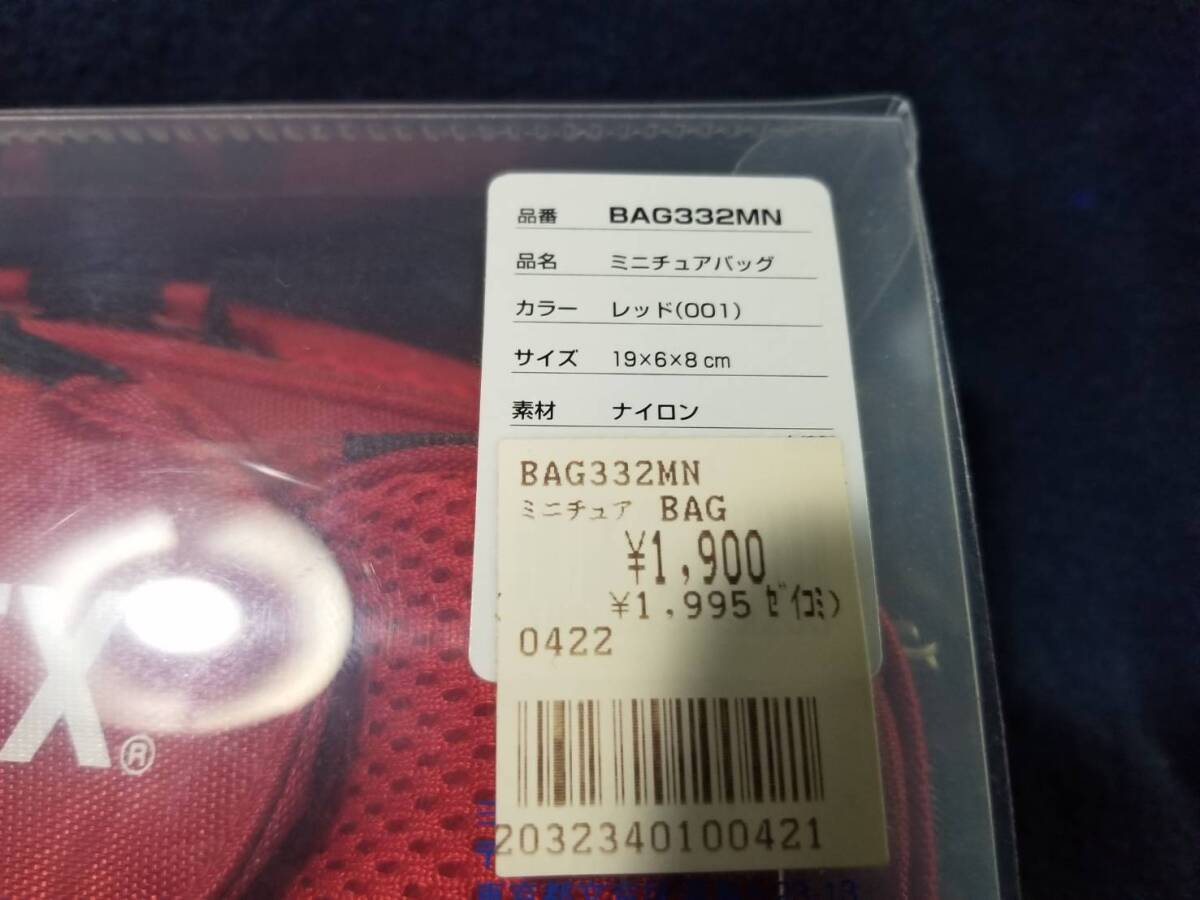 品番 BAG332MN
品名 ミニチュアバッグ
カラー レッド(001)
サイズ 19×6×8 cm
素材 ナイロン
BAG332MN
ミニチュア BAG
¥1,900
( ¥1,995 ゼイコミ)
0422
2032340100421
X®